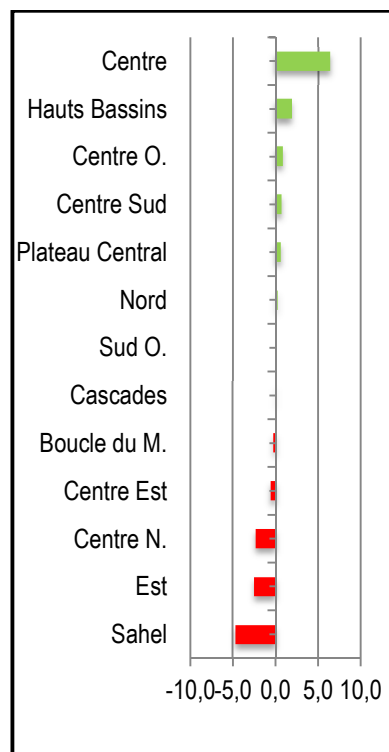 Centre
Hauts Bassins
Centre O.
Centre Sud
Plateau Central
Nord
Sud O.
Cascades
Boucle du M.
Centre Est
Centre N.
Est
Sahel
-10,0 -5,0 0,0 5,0 10,0